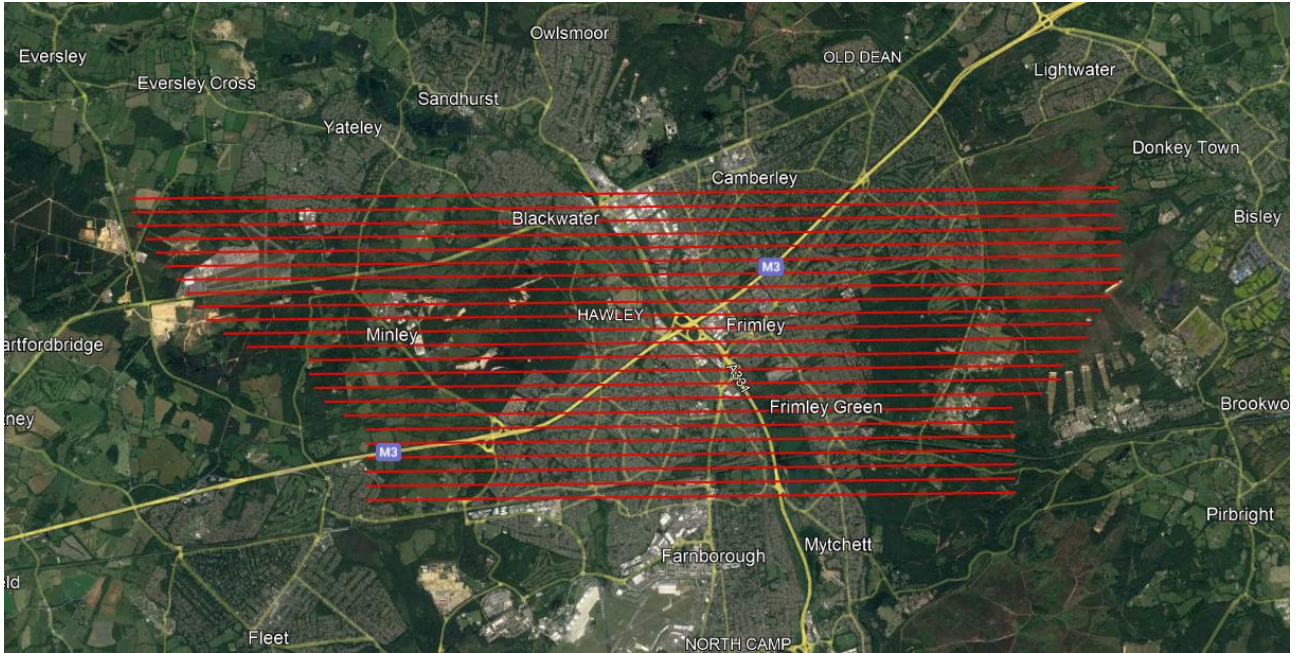 Owlsmoor
Eversley
OLD DEAN
Lightwater
Eversley Cross
Sandhurst
Yateley
Donkey Town
Camberley
Blackwater
Bisley
M3
HAWLEY
Frimley
Minley
artfordbridge
A331
Frimley Green
Brookwo
tney
M3
Pirbright
Mytchett
Farnborough
eld
Fleet
NORTH CAMP